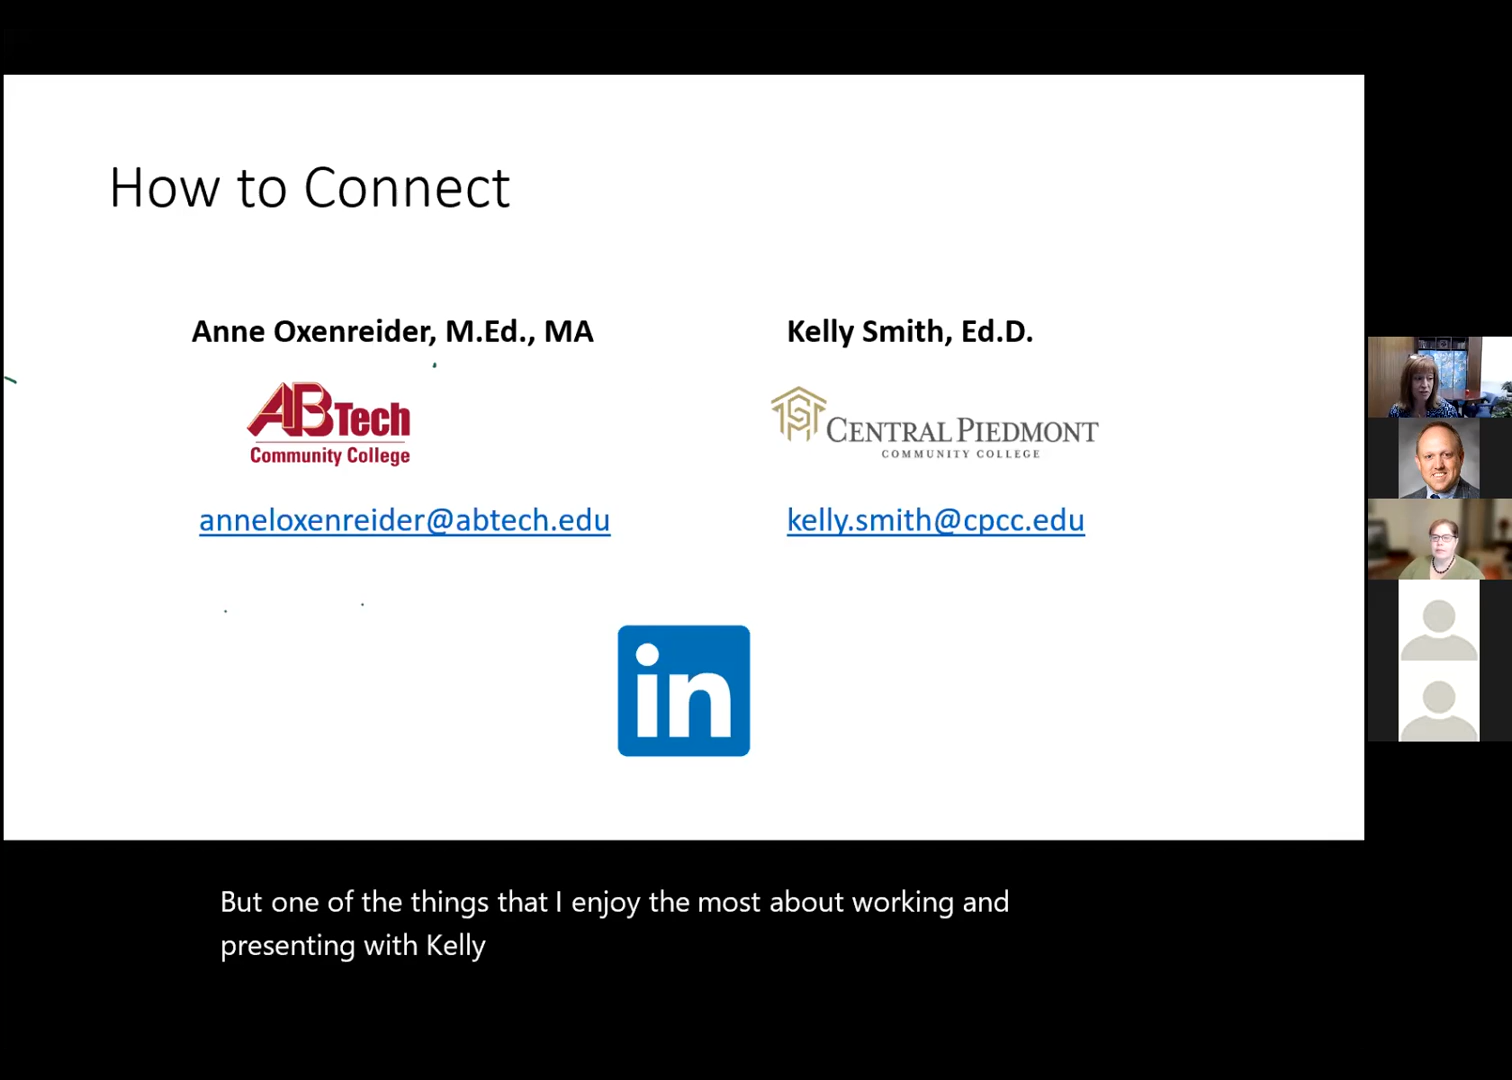 How to Connect
Anne Oxenreider, M.Ed., MA
Kelly Smith, Ed.D.
AB Tech
Community College
CENTRAL PIEDMONT
COMMUNITY COLLEGE
anneloxenreider@abtech.edu
kelly.smith@cpcc.edu
in
But one of the things that I enjoy the most about working and
presenting with Kelly